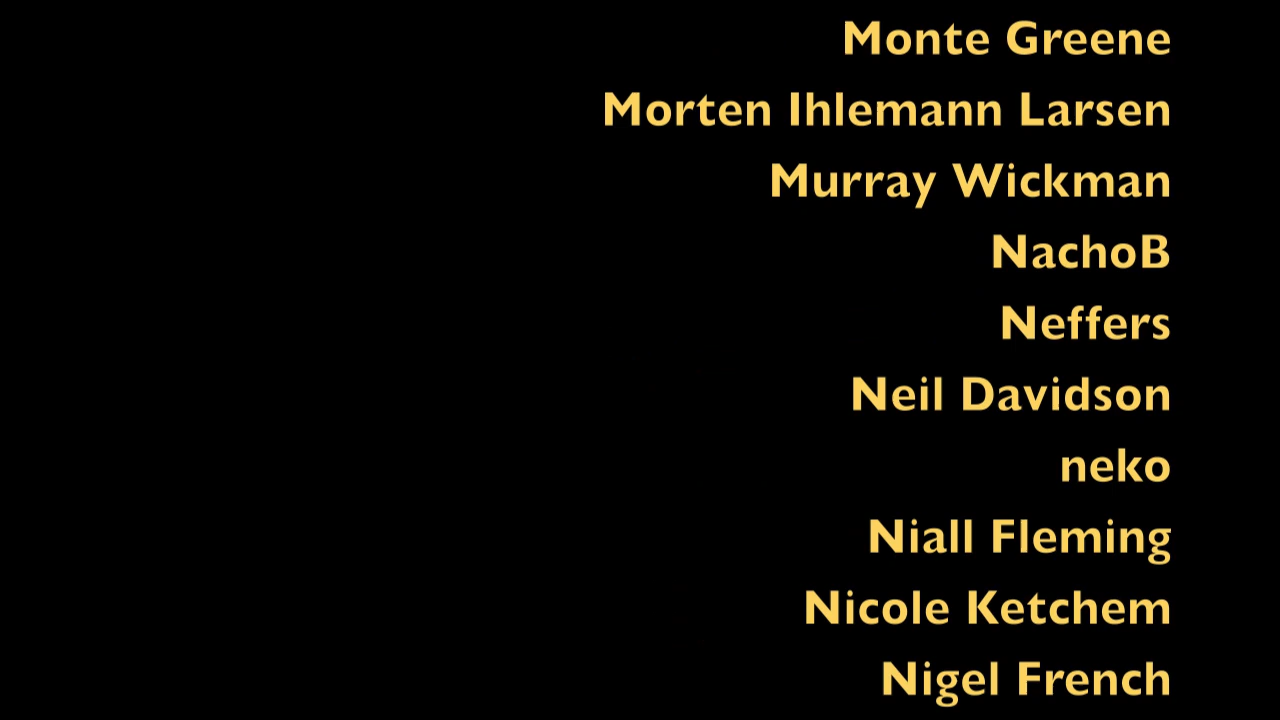 Monte Greene
Morten Ihlemann Larsen
Murray Wickman
NachoB
Neffers
Neil Davidson
neko
Niall Fleming
Nicole Ketchem
Nigel French